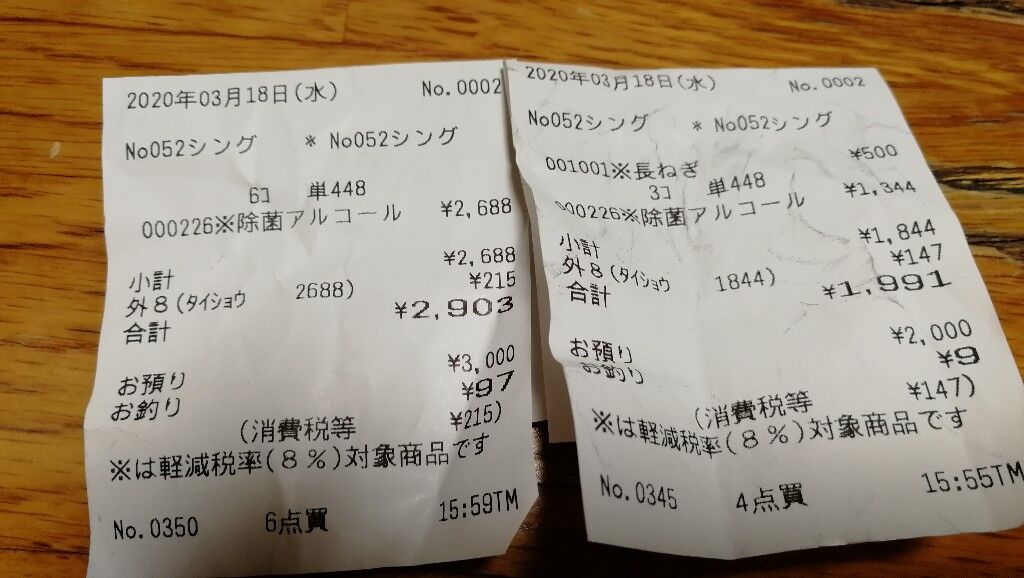 2020年03月18日(水) No.0002
No052シング * No052シング
6コ 単448
000226※除菌アルコール ¥2,688
小計 ¥2,688
外8(タイショウ 2688) ¥215
合計 ¥2,903
お預り ¥3,000
お釣り ¥97
(消費税等 ¥215)
※は軽減税率(8%)対象商品です
No.0350 6点買 15:59TM
2020年03月18日(水) No.0002
No052シング * No052シング
001001※長ねぎ ¥500
3コ 単448
000226※除菌アルコール ¥1,344
小計 ¥1,844
外8(タイショウ 1844) ¥147
合計 ¥1,991
お預り ¥2,000
お釣り ¥9
(消費税等 ¥147)
※は軽減税率(8%)対象商品です
No.0345 4点買 15:55TM